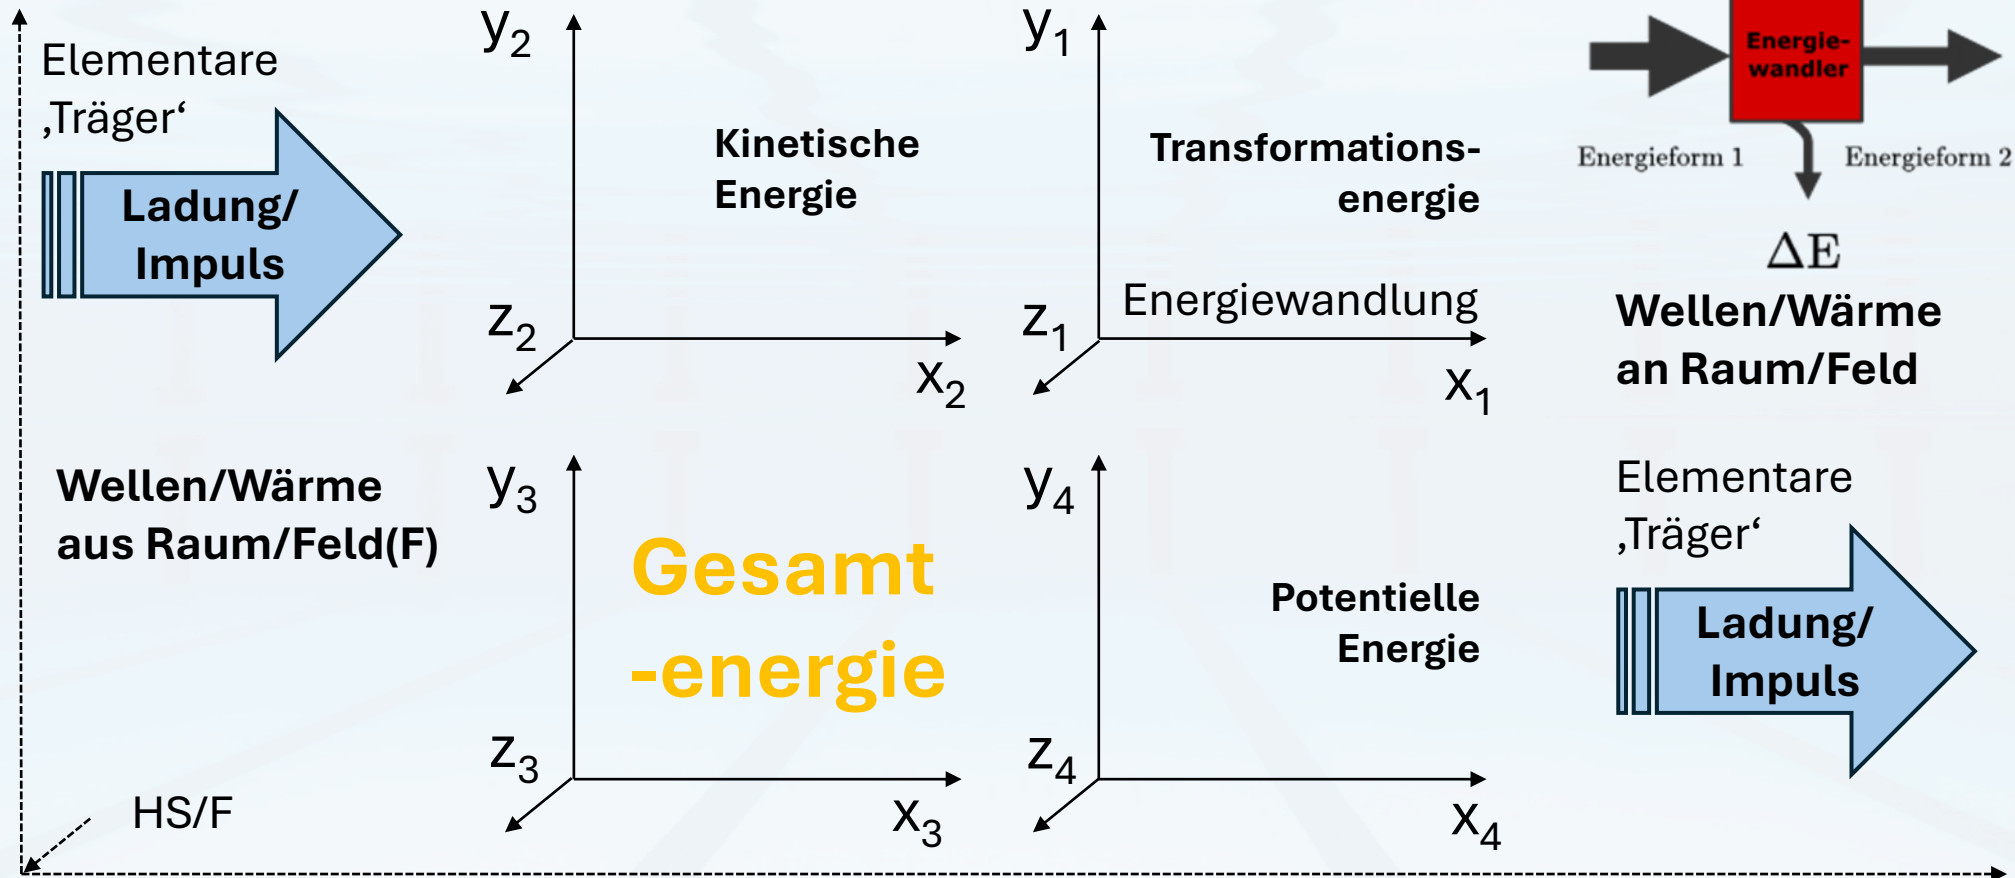 Elementare
‚Träger‘
Ladung/
Impuls
y2
Kinetische
Energie
z2
x2
y1
Transformations-
energie
Energiewandlung
z1
x1
Energie-
wandler
Energieform 1
Energieform 2
ΔE
Wellen/Wärme
an Raum/Feld
Wellen/Wärme
aus Raum/Feld(F)
y3
Gesamt
-energie
z3
x3
y4
Potentielle
Energie
z4
x4
Elementare
‚Träger‘
Ladung/
Impuls
HS/F